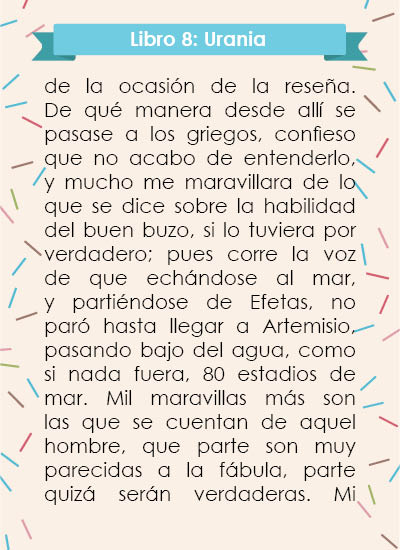 Libro 8: Urania
de la ocasión de la reseña.
De qué manera desde allí se
pasase a los griegos, confieso
que no acabo de entenderlo,
y mucho me maravillara de lo
que se dice sobre la habilidad
del buen buzo, si lo tuviera por
verdadero; pues corre la voz
de que echándose al mar,
y partiéndose de Efetas, no
paró hasta llegar a Artemisio,
pasando bajo del agua, como
si nada fuera, 80 estadios de
mar. Mil maravillas más son
las que se cuentan de aquel
hombre, que parte son muy
parecidas a la fábula, parte
quizá serán verdaderas. Mi